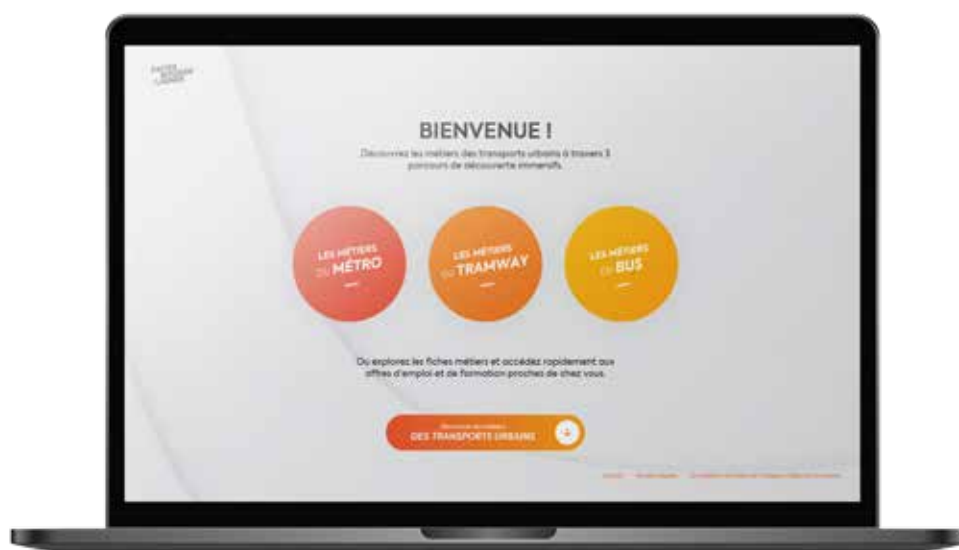 BIENVENUE !
Découvrez les métiers des transports urbains à travers 3
parcours de découverte immersifs.
LES MÉTIERS
DU MÉTRO
LES MÉTIERS
DU TRAMWAY
LES MÉTIERS
DU BUS
Ou explorez les fiches métiers et accédez rapidement aux
offres d'emploi et de formation proches de chez vous.
DES TRANSPORTS URBAINS